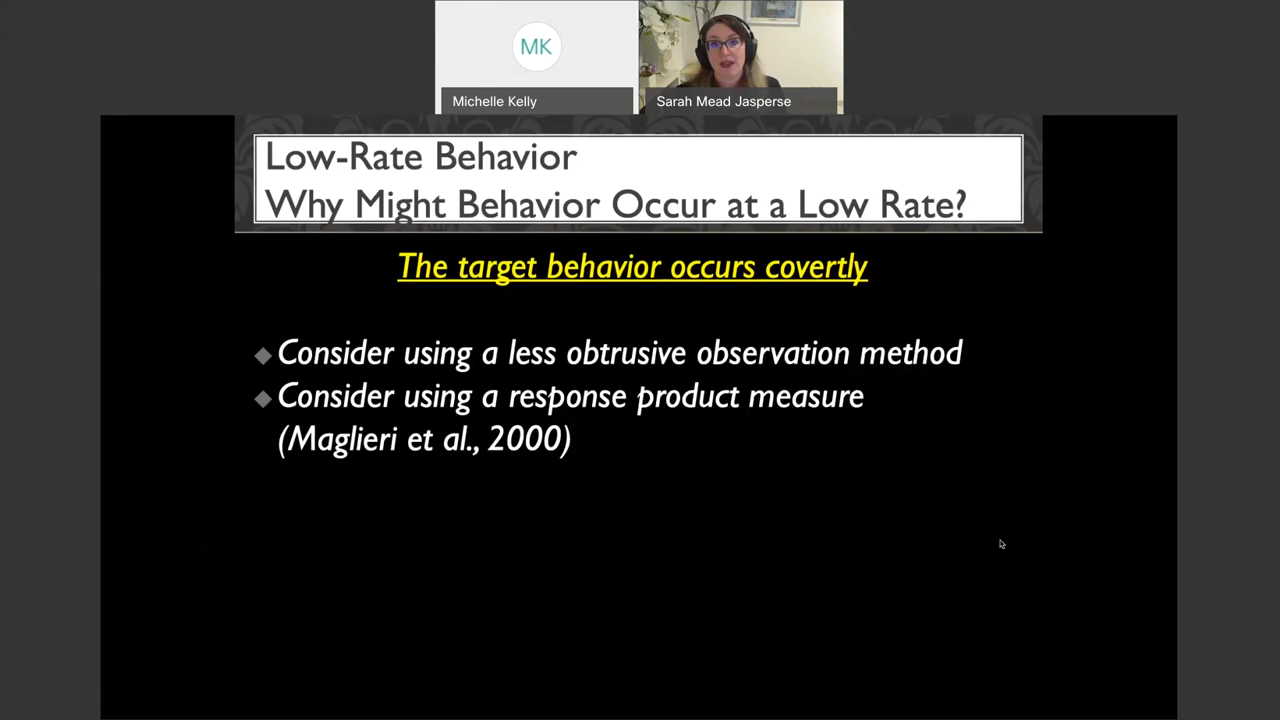 MK
Michelle Kelly
Sarah Mead Jasperse
Low-Rate Behavior
Why Might Behavior Occur at a Low Rate?
The target behavior occurs covertly
Consider using a less obtrusive observation method
Consider using a response product measure
(Maglieri et al., 2000)